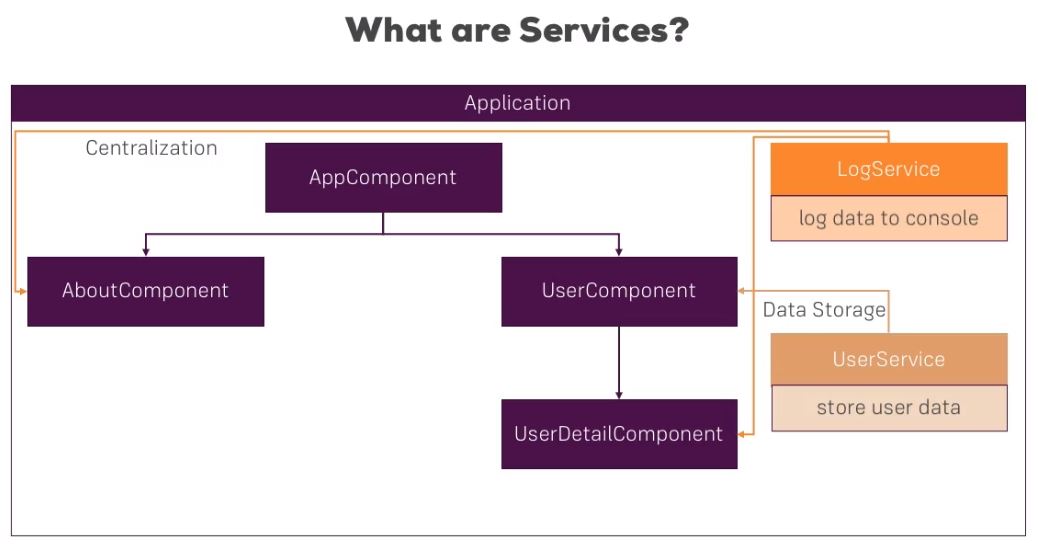 What are Services?
Application
Centralization
AppComponent
LogService
log data to console
AboutComponent
UserComponent
Data Storage
UserService
store user data
UserDetailComponent